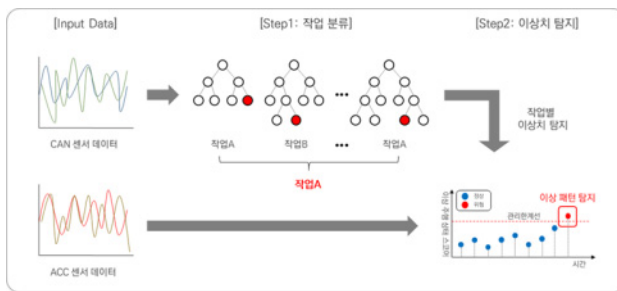 [Input Data]
[Step1: 작업 분류]
[Step2: 이상치 탐지]
CAN 센서 데이터
작업A
작업B
작업A
작업A
작업별
이상치 탐지
ACC 센서 데이터
이상 패턴 탐지
정상
위험
관리한계선
시간